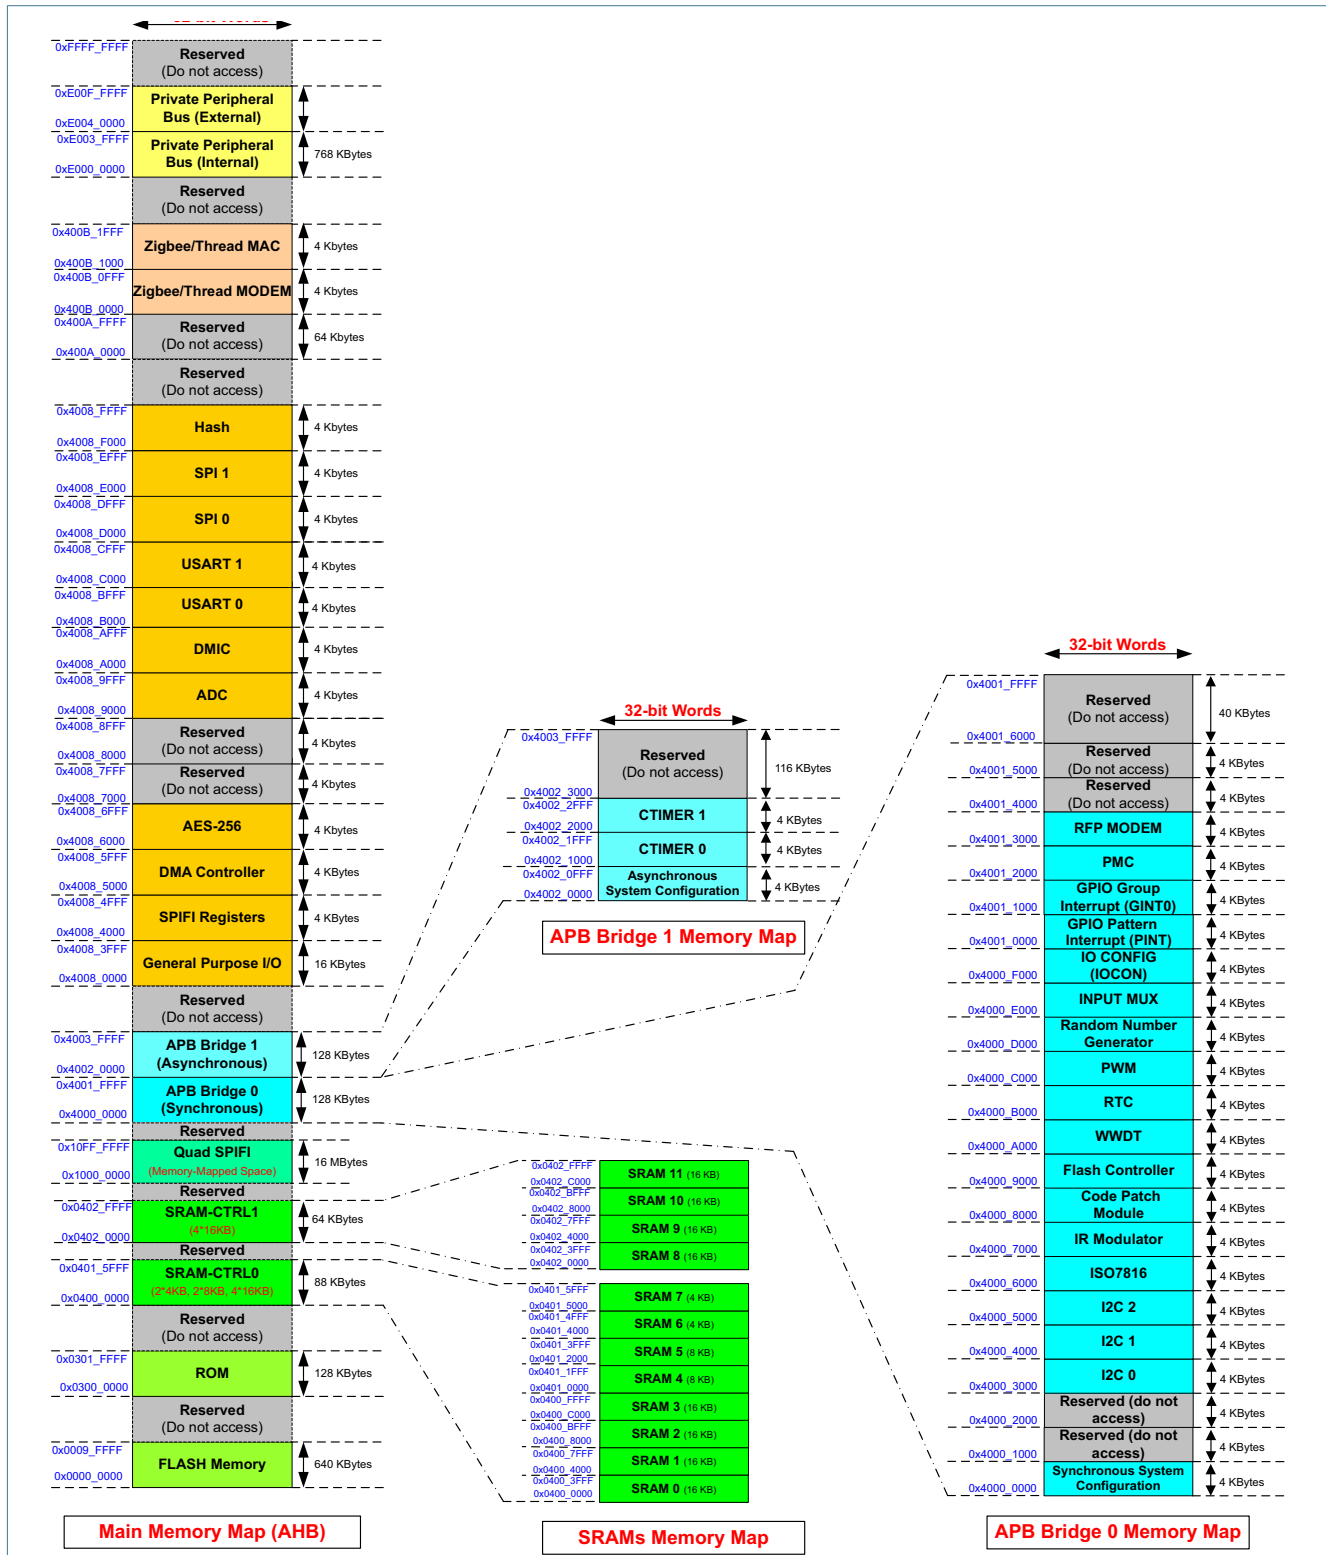 0xFFFF_FFFF
Reserved
(Do not access)
0xE00F_FFFF
Private Peripheral
Bus (External)
0xE004_0000
0xE003_FFFF
Private Peripheral
Bus (Internal)
768 KBytes
0xE000_0000
Reserved
(Do not access)
0x400B_1FFF
Zigbee/Thread MAC
4 Kbytes
0x400B_1000
0x400B_0FFF
Zigbee/Thread MODEM
4 Kbytes
0x400B_0000
0x400A_FFFF
Reserved
(Do not access)
64 Kbytes
0x400A_0000
Reserved
(Do not access)
0x4008_FFFF
Hash
4 Kbytes
0x4008_F000
0x4008_EFFF
SPI 1
4 Kbytes
0x4008_E000
0x4008_DFFF
SPI 0
4 Kbytes
0x4008_D000
0x4008_CFFF
USART 1
4 Kbytes
0x4008_C000
0x4008_BFFF
USART 0
4 Kbytes
0x4008_B000
0x4008_AFFF
DMIC
4 Kbytes
0x4008_A000
0x4008_9FFF
ADC
4 Kbytes
0x4008_9000
0x4008_8FFF
Reserved
(Do not access)
4 Kbytes
0x4008_8000
0x4008_7FFF
Reserved
(Do not access)
4 Kbytes
0x4008_7000
0x4008_6FFF
AES-256
4 Kbytes
0x4008_6000
0x4008_5FFF
DMA Controller
4 KBytes
0x4008_5000
0x4008_4FFF
SPIFI Registers
4 KBytes
0x4008_4000
0x4008_3FFF
General Purpose I/O
16 KBytes
0x4008_0000
Reserved
(Do not access)
0x4003_FFFF
APB Bridge 1
(Asynchronous)
128 KBytes
0x4002_0000
0x4001_FFFF
APB Bridge 0
(Synchronous)
128 KBytes
0x4000_0000
Reserved
0x10FF_FFFF
Quad SPIFI
(Memory-Mapped Space)
16 MBytes
0x1000_0000
Reserved
0x0402_FFFF
SRAM-CTRL1
(4*16KB)
64 KBytes
0x0402_0000
Reserved
0x0401_5FFF
SRAM-CTRL0
(2*4KB, 2*8KB, 4*16KB)
88 KBytes
0x0400_0000
Reserved
(Do not access)
0x0301_FFFF
ROM
128 KBytes
0x0300_0000
Reserved
(Do not access)
0x0009_FFFF
FLASH Memory
640 KBytes
0x0000_0000
Main Memory Map (AHB)
32-bit Words
0x4003_FFFF
Reserved
(Do not access)
116 KBytes
0x4002_3000
0x4002_2FFF
CTIMER 1
4 KBytes
0x4002_2000
0x4002_1FFF
CTIMER 0
4 KBytes
0x4002_1000
0x4002_0FFF
Asynchronous
System Configuration
4 KBytes
0x4002_0000
APB Bridge 1 Memory Map
0x0402_FFFF
SRAM 11 (16 KB)
0x0402_C000
0x0402_BFFF
SRAM 10 (16 KB)
0x0402_8000
0x0402_7FFF
SRAM 9 (16 KB)
0x0402_4000
0x0402_3FFF
SRAM 8 (16 KB)
0x0402_0000
0x0401_5FFF
SRAM 7 (4 KB)
0x0401_5000
0x0401_4FFF
SRAM 6 (4 KB)
0x0401_4000
0x0401_3FFF
SRAM 5 (8 KB)
0x0401_2000
0x0401_1FFF
SRAM 4 (8 KB)
0x0401_0000
0x0400_FFFF
SRAM 3 (16 KB)
0x0400_C000
0x0400_BFFF
SRAM 2 (16 KB)
0x0400_8000
0x0400_7FFF
SRAM 1 (16 KB)
0x0400_4000
0x0400_3FFF
SRAM 0 (16 KB)
0x0400_0000
SRAMs Memory Map
32-bit Words
0x4001_FFFF
Reserved
(Do not access)
40 KBytes
0x4001_6000
Reserved
(Do not access)
4 KBytes
0x4001_5000
Reserved
(Do not access)
4 KBytes
0x4001_4000
RFP MODEM
4 KBytes
0x4001_3000
PMC
4 KBytes
0x4001_2000
GPIO Group
Interrupt (GINT0)
4 KBytes
0x4001_1000
GPIO Pattern
Interrupt (PINT)
4 KBytes
0x4001_0000
IO CONFIG
(IOCON)
4 KBytes
0x4000_F000
INPUT MUX
4 KBytes
0x4000_E000
Random Number
Generator
4 KBytes
0x4000_D000
PWM
4 KBytes
0x4000_C000
RTC
4 KBytes
0x4000_B000
WWDT
4 KBytes
0x4000_A000
Flash Controller
4 KBytes
0x4000_9000
Code Patch
Module
4 KBytes
0x4000_8000
IR Modulator
4 KBytes
0x4000_7000
ISO7816
4 KBytes
0x4000_6000
I2C 2
4 KBytes
0x4000_5000
I2C 1
4 KBytes
0x4000_4000
I2C 0
4 KBytes
0x4000_3000
Reserved (do not
access)
4 KBytes
0x4000_2000
Reserved (do not
access)
4 KBytes
0x4000_1000
Synchronous System
Configuration
4 KBytes
0x4000_0000
APB Bridge 0 Memory Map